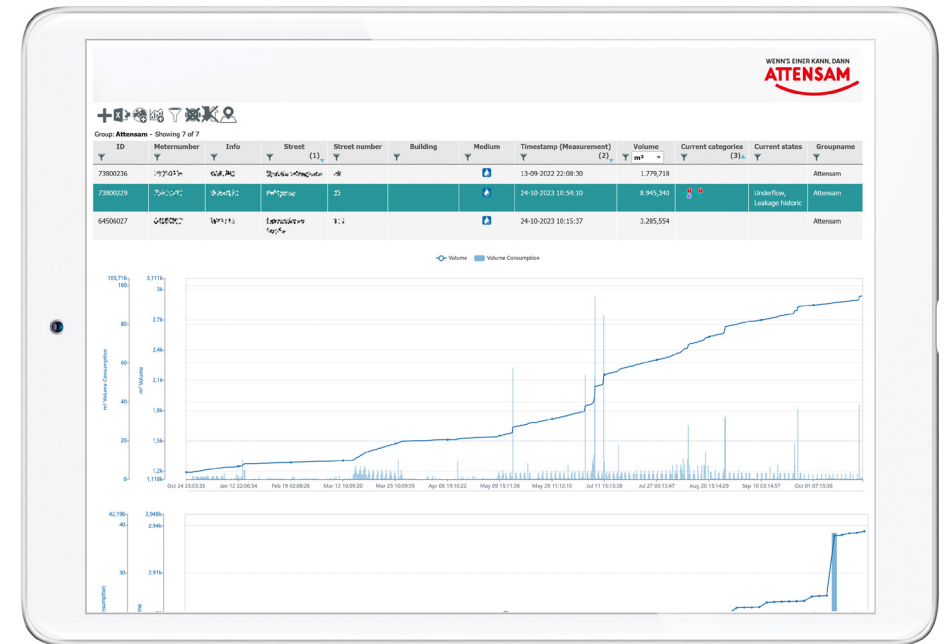 WENN'S EINER KANN, DANN
ATTENSAM
Group: Attensam - Showing 7 of 7
ID Meternumber Info Street Street number Building Medium Timestamp (Measurement) Volume Current categories Current states Groupname
(1) (2) m³ (3)
73800236 13-09-2022 22:08:30 1.779,718 Attensam
73800229 24-10-2023 10:54:10 8.945,340 Underflow, Attensam
Leakage historic
64506027 24-10-2023 10:15:37 3.285,554 Attensam
Volume Volume Consumption
103,716 3,111k
100 3k
80 2,7k
2,4k
60 2,1k
40 1,8k
20 1,5k
1,2k
0 1,118k
m³ Volume Consumption
m³ Volume
Oct 24 23:03:33 Jan 12 22:06:54 Feb 19 02:08:26 Mar 12 10:09:20 Mar 25 10:59:55 Apr 08 19:10:22 May 09 15:11:26 May 29 11:12:15 Jul 11 15:13:38 Jul 27 05:13:47 Aug 20 15:14:29 Sep 10 03:14:57 Oct 01 07:15:36
42,196 2,948k
40 2,94k
30 2,91k